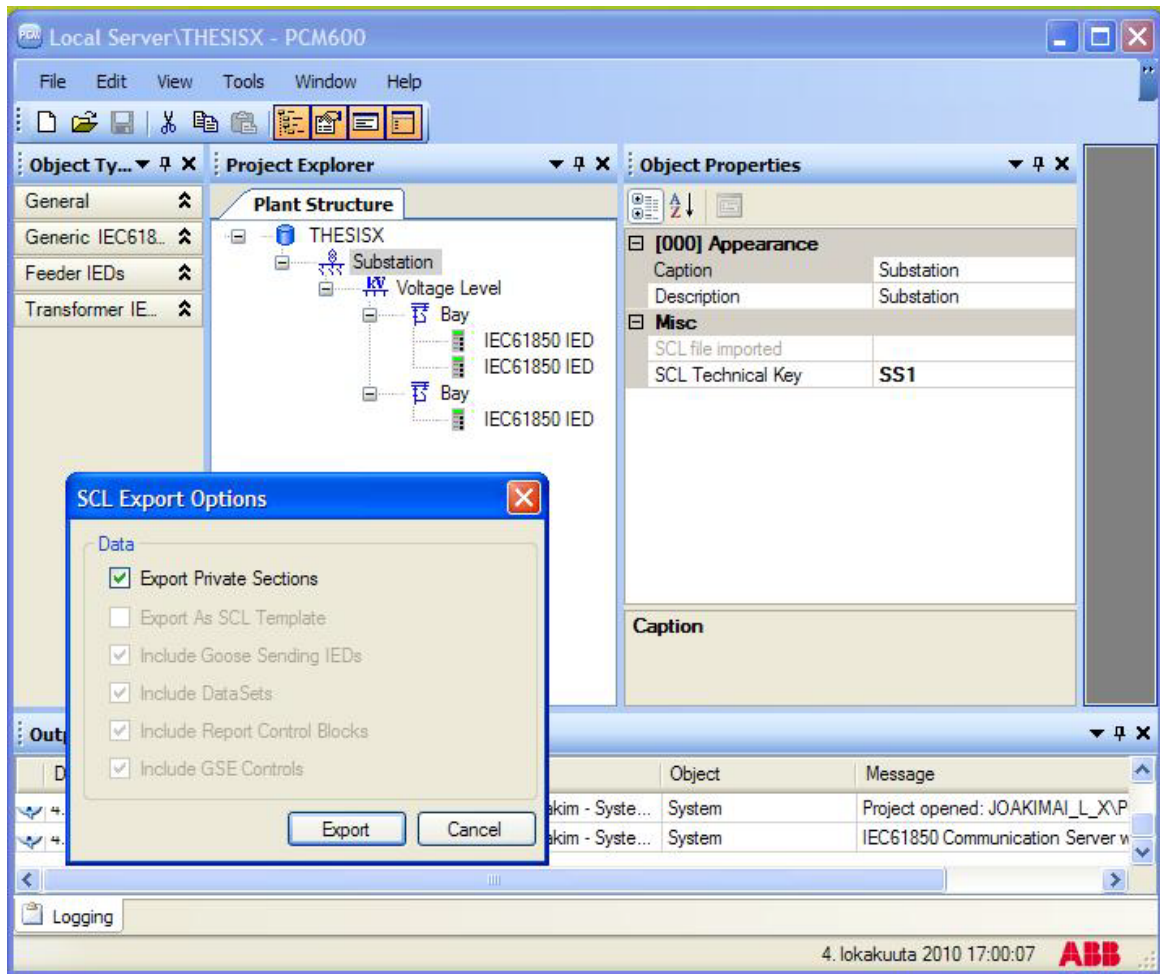 Local Server\THESISX - PCM600
File Edit View Tools Window Help
Object Ty...
General
Generic IEC618..
Feeder IEDs
Transformer IE..
Project Explorer
Plant Structure
THESISX
Substation
Voltage Level
Bay
IEC61850 IED
IEC61850 IED
Bay
IEC61850 IED
Object Properties
[000] Appearance
Caption Substation
Description Substation
Misc
SCL file imported
SCL Technical Key SS1
Caption
SCL Export Options
Data
Export Private Sections
Export As SCL Template
Include Goose Sending IEDs
Include DataSets
Include Report Control Blocks
Include GSE Controls
Export Cancel
Object Message
akim - Syste... System Project opened: JOAKIMAI_L_X\P
akim - Syste... System IEC61850 Communication Server w
Logging
4. lokakuuta 2010 17:00:07 ABB